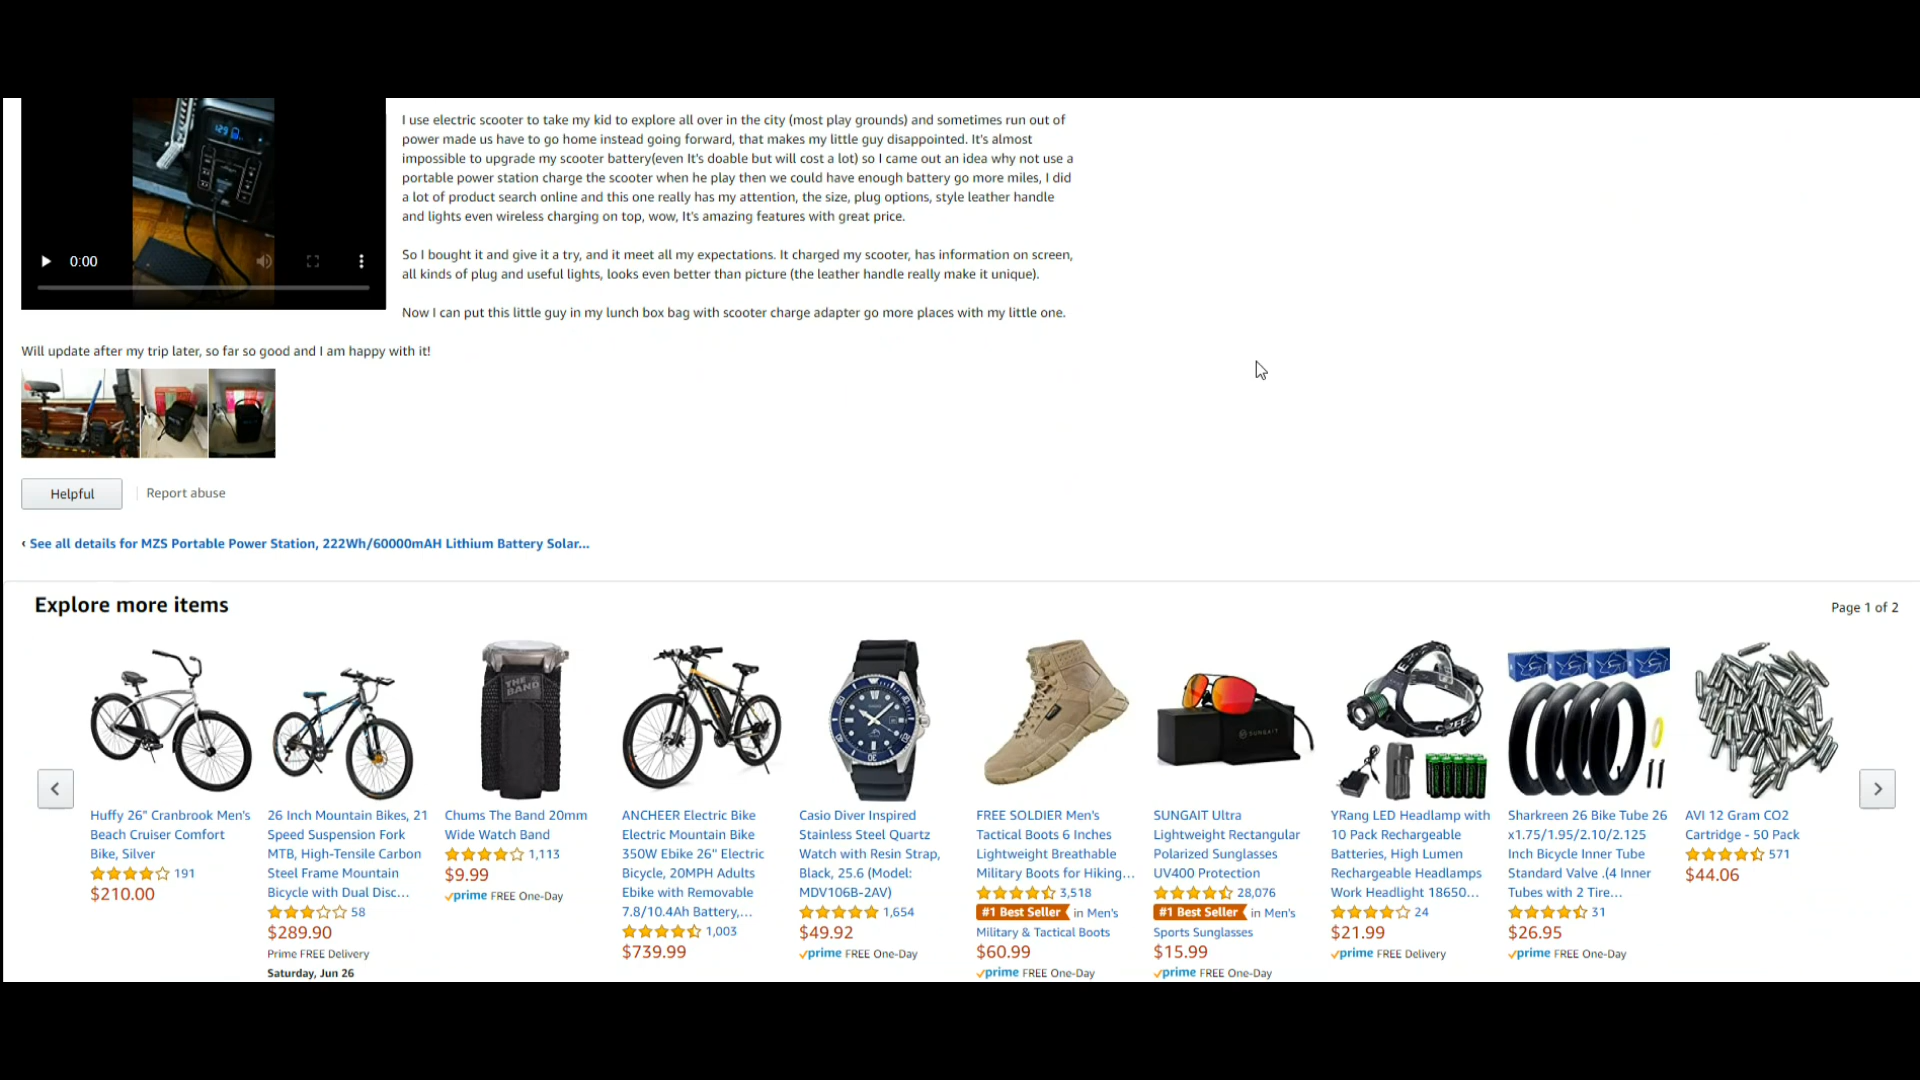 I use electric scooter to take my kid to explore all over in the city (most play grounds) and sometimes run out of
power made us have to go home instead going forward, that makes my little guy disappointed. It's almost
impossible to upgrade my scooter battery(even It's doable but will cost a lot) so I came out an idea why not use a
portable power station charge the scooter when he play then we could have enough battery go more miles, I did
a lot of product search online and this one really has my attention, the size, plug options, style leather handle
and lights even wireless charging on top, wow, It's amazing features with great price.
0:00
So I bought it and give it a try, and it meet all my expectations. It charged my scooter, has information on screen,
all kinds of plug and useful lights, looks even better than picture (the leather handle really make it unique).
Now I can put this little guy in my lunch box bag with scooter charge adapter go more places with my little one.
Will update after my trip later, so far so good and I am happy with it!
Helpful
Report abuse
‹ See all details for MZS Portable Power Station, 222Wh/60000mAH Lithium Battery Solar...
Explore more items
Page 1 of 2
THE
BAND
SUNGAIT
Huffy 26" Cranbrook Men's
Beach Cruiser Comfort
Bike, Silver
191
$210.00
26 Inch Mountain Bikes, 21
Speed Suspension Fork
MTB, High-Tensile Carbon
Steel Frame Mountain
Bicycle with Dual Disc...
58
$289.90
Prime FREE Delivery
Saturday, Jun 26
Chums The Band 20mm
Wide Watch Band
1,113
$9.99
prime FREE One-Day
ANCHEER Electric Bike
Electric Mountain Bike
350W Ebike 26" Electric
Bicycle, 20MPH Adults
Ebike with Removable
7.8/10.4Ah Battery,...
1,003
$739.99
Casio Diver Inspired
Stainless Steel Quartz
Watch with Resin Strap,
Black, 25.6 (Model:
MDV106B-2AV)
1,654
$49.92
prime FREE One-Day
FREE SOLDIER Men's
Tactical Boots 6 Inches
Lightweight Breathable
Military Boots for Hiking...
3,518
#1 Best Seller in Men's
Military & Tactical Boots
$60.99
prime FREE One-Day
SUNGAIT Ultra
Lightweight Rectangular
Polarized Sunglasses
UV400 Protection
28,076
#1 Best Seller in Men's
Sports Sunglasses
$15.99
prime FREE One-Day
YRang LED Headlamp with
10 Pack Rechargeable
Batteries, High Lumen
Rechargeable Headlamps
Work Headlight 18650...
24
$21.99
prime FREE Delivery
Sharkreen 26 Bike Tube 26
x1.75/1.95/2.10/2.125
Inch Bicycle Inner Tube
Standard Valve .(4 Inner
Tubes with 2 Tire...
31
$26.95
prime FREE One-Day
AVI 12 Gram CO2
Cartridge - 50 Pack
571
$44.06